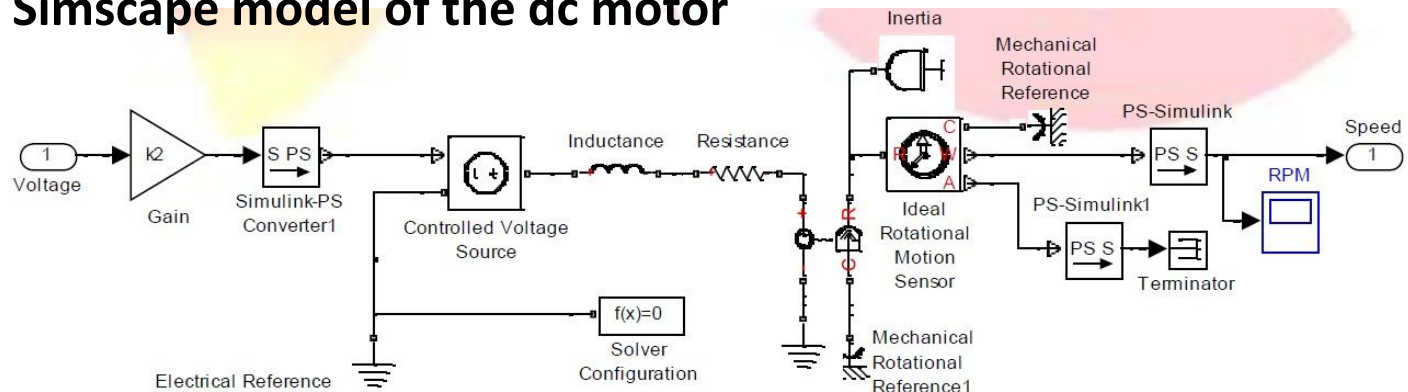 Simscape model of the dc motor
Inertia
Mechanical
Rotational
Reference
PS-Simulink
Speed
1
Voltage
k2
Gain
S PS
Simulink-PS
Converter1
Controlled Voltage
Source
Inductance
Resistance
+
-
R
C
R
C
W
A
Ideal
Rotational
Motion
Sensor
PS S
1
RPM
PS-Simulink1
PS S
Terminator
f(x)=0
Solver
Configuration
Electrical Reference
Mechanical
Rotational
Reference1